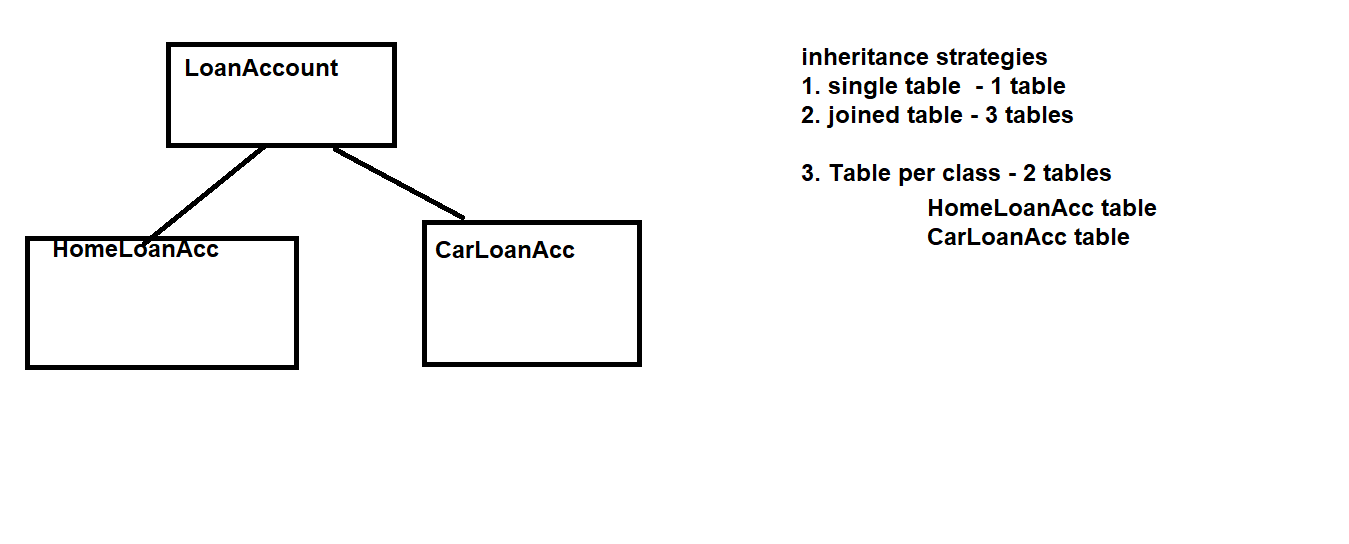 LoanAccount
HomeLoanAcc
CarLoanAcc
inheritance strategies
1. single table - 1 table
2. joined table - 3 tables
3. Table per class - 2 tables
HomeLoanAcc table
CarLoanAcc table